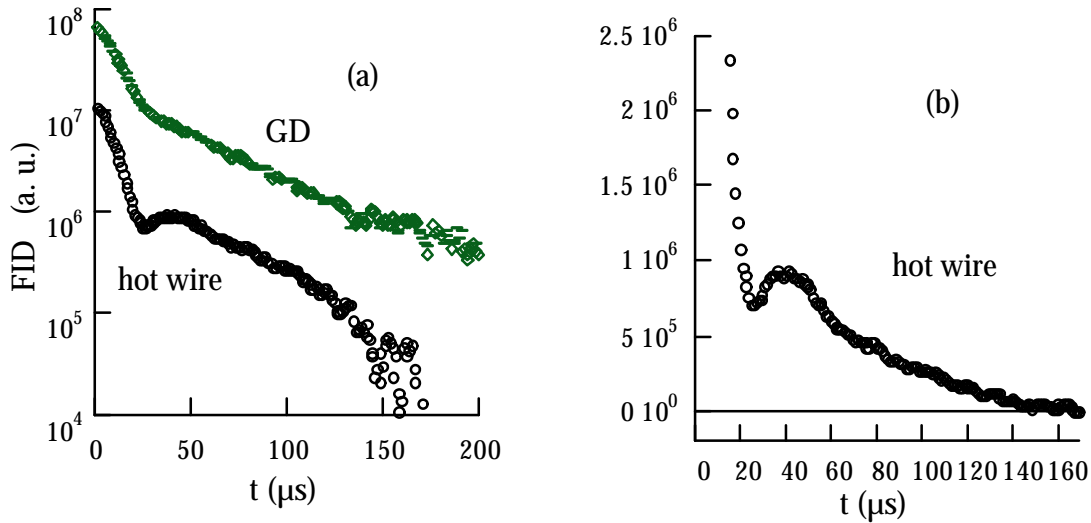 10^8
10^7
10^6
10^5
10^4
FID (a. u.)
(a)
GD
hot wire
0 50 100 150 200
t (μs)
2.5 10^6
2 10^6
1.5 10^6
1 10^6
5 10^5
0 10^0
(b)
hot wire
0 20 40 60 80 100 120 140 160
t (μs)